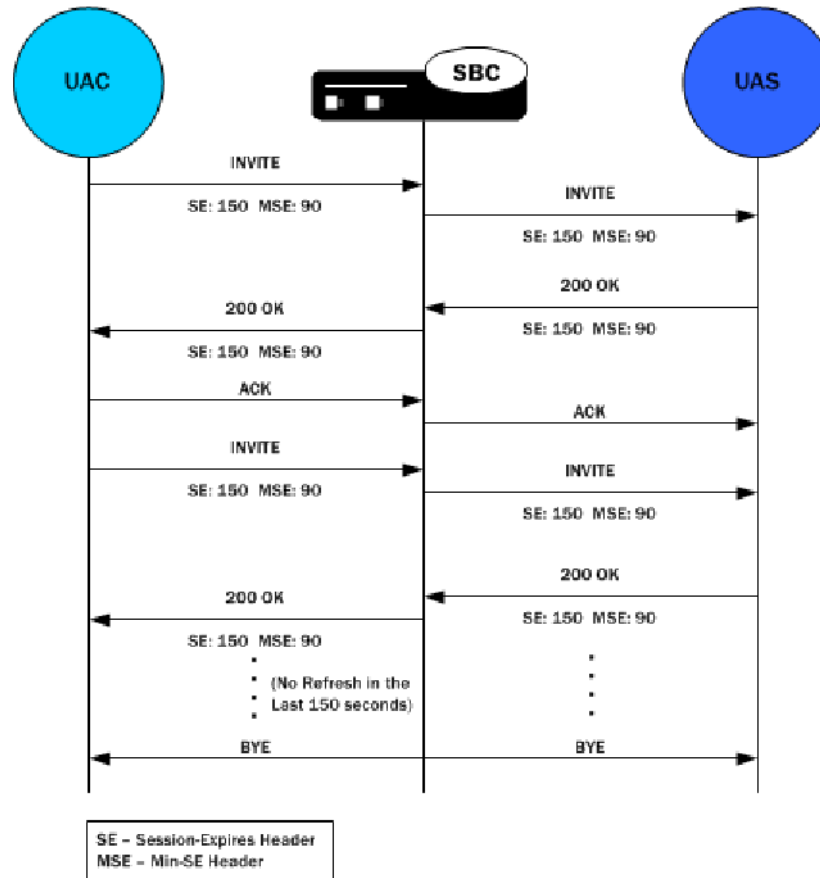 UAC
SBC
UAS
INVITE
SE: 150 MSE: 90
INVITE
SE: 150 MSE: 90
200 OK
SE: 150 MSE: 90
200 OK
SE: 150 MSE: 90
ACK
ACK
INVITE
SE: 150 MSE: 90
INVITE
SE: 150 MSE: 90
200 OK
SE: 150 MSE: 90
200 OK
SE: 150 MSE: 90
(No Refresh in the
Last 150 seconds)
BYE
BYE
SE – Session-Expires Header
MSE – Min-SE Header